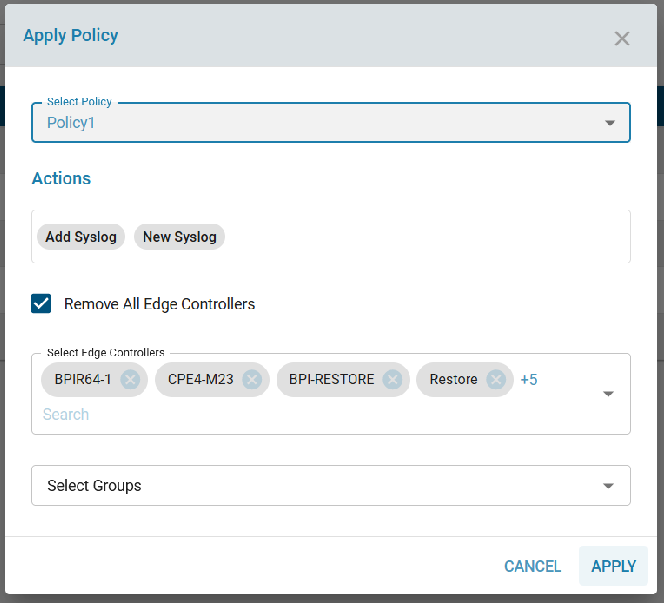 Apply Policy
Select Policy
Policy1
Actions
Add Syslog New Syslog
Remove All Edge Controllers
Select Edge Controllers
BPIR64-1 CPE4-M23 BPI-RESTORE Restore +5
Search
Select Groups
CANCEL APPLY